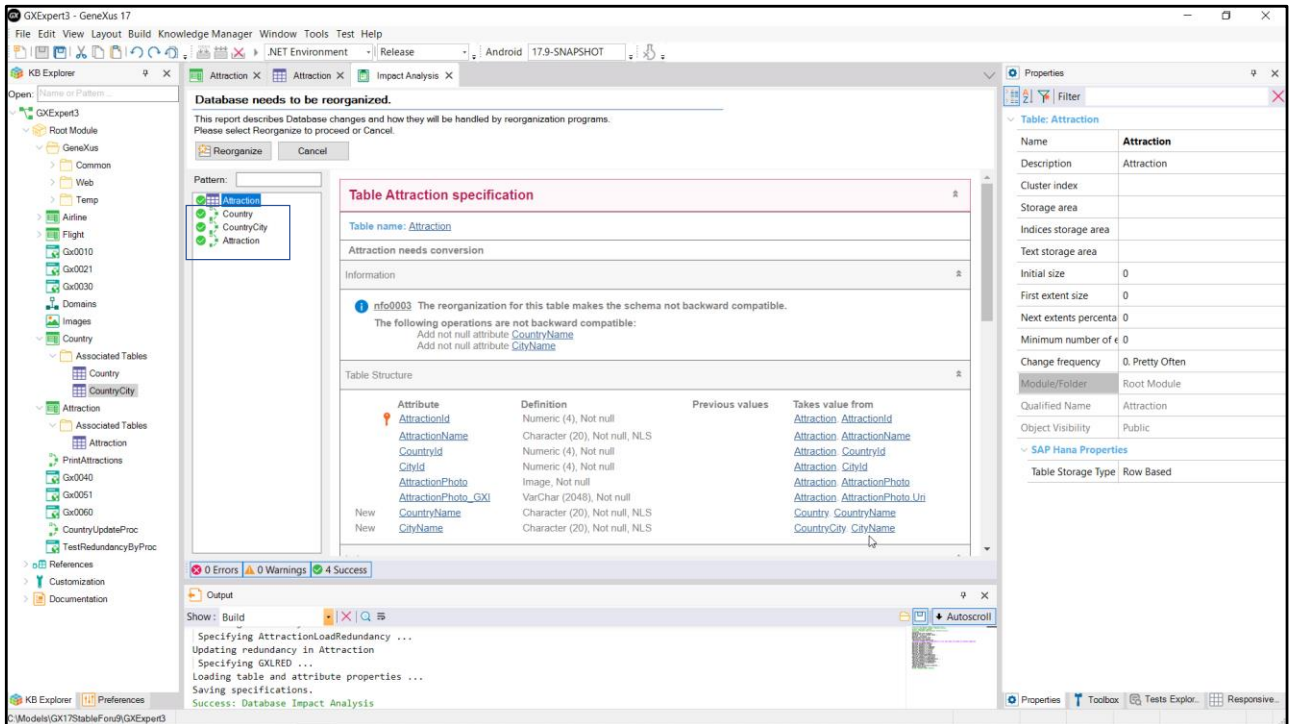 GXExpert3 - GeneXus 17
File Edit View Layout Build Knowledge Manager Window Tools Test Help
.NET Environment Release Android 17.9-SNAPSHOT
KB Explorer
Open: Name or Pattern...
GXExpert3
Root Module
GeneXus
Common
Web
Temp
Airline
Flight
Gx0010
Gx0021
Gx0030
Domains
Images
Country
Associated Tables
Country
CountryCity
Attraction
Associated Tables
Attraction
PrintAttractions
Gx0040
Gx0051
Gx0060
CountryUpdateProc
TestRedundancyByProc
References
Customization
Documentation
KB Explorer Preferences
Attraction Attraction Impact Analysis
Database needs to be reorganized.
This report describes Database changes and how they will be handled by reorganization programs.
Please select Reorganize to proceed or Cancel.
Reorganize Cancel
Pattern:
Attraction
Country
CountryCity
Attraction
Table Attraction specification
Table name: Attraction
Attraction needs conversion
Information
nfo0003 The reorganization for this table makes the schema not backward compatible.
The following operations are not backward compatible:
Add not null attribute CountryName
Add not null attribute CityName
Table Structure
Attribute Definition Previous values Takes value from
AttractionId Numeric (4), Not null Attraction. AttractionId
AttractionName Character (20), Not null, NLS Attraction. AttractionName
CountryId Numeric (4), Not null Attraction. CountryId
CityId Numeric (4), Not null Attraction. CityId
AttractionPhoto Image, Not null Attraction. AttractionPhoto
AttractionPhoto_GXI VarChar (2048), Not null Attraction. AttractionPhoto.Uri
New CountryName Character (20), Not null, NLS Country. CountryName
New CityName Character (20), Not null, NLS CountryCity. CityName
0 Errors 0 Warnings 4 Success
Output
Show: Build Autoscroll
Specifying AttractionLoadRedundancy ...
Updating redundancy in Attraction
Specifying GXLRED ...
Loading table and attribute properties ...
Saving specifications.
Success: Database Impact Analysis
Properties
Filter
Table: Attraction
Name Attraction
Description Attraction
Cluster index
Storage area
Indices storage area
Text storage area
Initial size 0
First extent size 0
Next extents percenta 0
Minimum number of e 0
Change frequency 0. Pretty Often
Module/Folder Root Module
Qualified Name Attraction
Object Visibility Public
SAP Hana Properties
Table Storage Type Row Based
Properties Toolbox Tests Explor... Responsive...
C:\Models\GX17StableForu9\GXExpert3